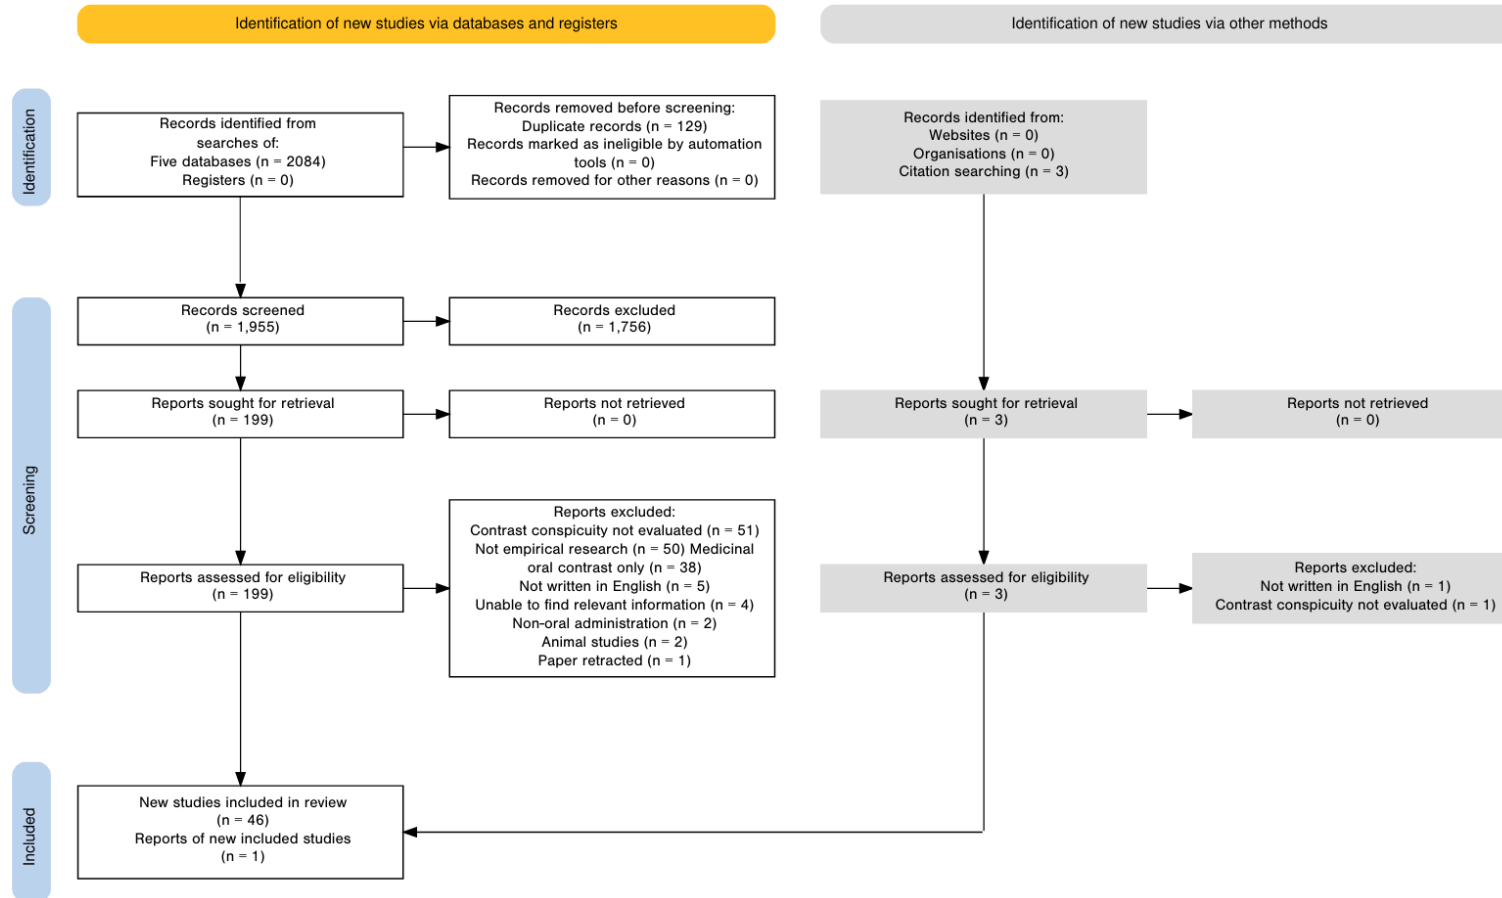 Identification of new studies via databases and registers
Identification of new studies via other methods
Identification
Records identified from
searches of:
Five databases (n = 2084)
Registers (n = 0)
Records removed before screening:
Duplicate records (n = 129)
Records marked as ineligible by automation
tools (n = 0)
Records removed for other reasons (n = 0)
Records identified from:
Websites (n = 0)
Organisations (n = 0)
Citation searching (n = 3)
Screening
Records screened
(n = 1,955)
Records excluded
(n = 1,756)
Reports sought for retrieval
(n = 199)
Reports not retrieved
(n = 0)
Reports sought for retrieval
(n = 3)
Reports not retrieved
(n = 0)
Reports assessed for eligibility
(n = 199)
Reports excluded:
Contrast conspicuity not evaluated (n = 51)
Not empirical research (n = 50) Medicinal
oral contrast only (n = 38)
Not written in English (n = 5)
Unable to find relevant information (n = 4)
Non-oral administration (n = 2)
Animal studies (n = 2)
Paper retracted (n = 1)
Reports assessed for eligibility
(n = 3)
Reports excluded:
Not written in English (n = 1)
Contrast conspicuity not evaluated (n = 1)
Included
New studies included in review
(n = 46)
Reports of new included studies
(n = 1)